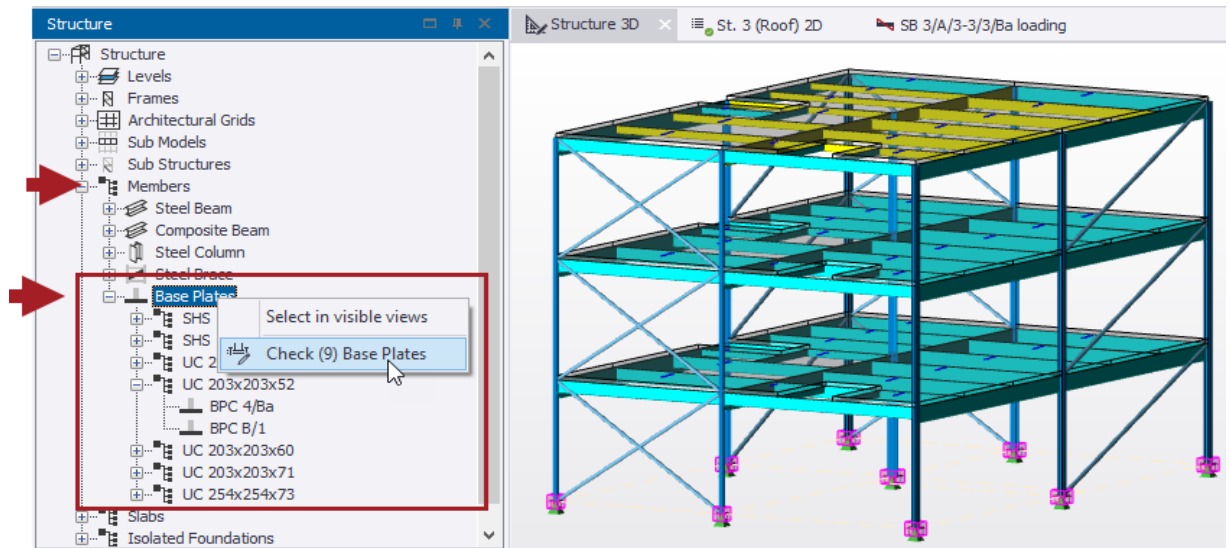 Structure
Structure 3D
St. 3 (Roof) 2D
SB 3/A/3-3/3/Ba loading
Structure
Levels
Frames
Architectural Grids
Sub Models
Sub Structures
Members
Steel Beam
Composite Beam
Steel Column
Steel Brace
Base Plates
SHS
Select in visible views
SHS
UC 2
Check (9) Base Plates
UC 203x203x52
BPC 4/Ba
BPC B/1
UC 203x203x60
UC 203x203x71
UC 254x254x73
Slabs
Isolated Foundations